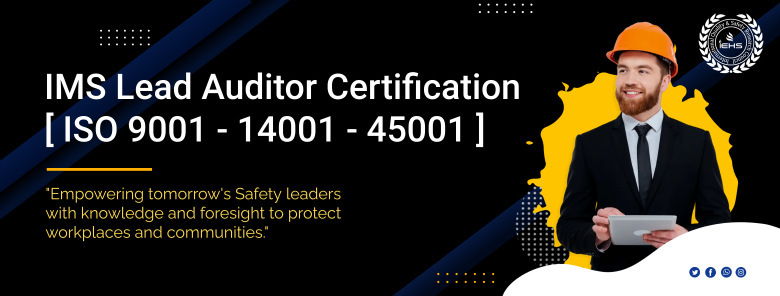 IMS Lead Auditor Certification
[ ISO 9001 - 14001 - 45001 ]
"Empowering tomorrow's Safety leaders
with knowledge and foresight to protect
workplaces and communities."
IEHS